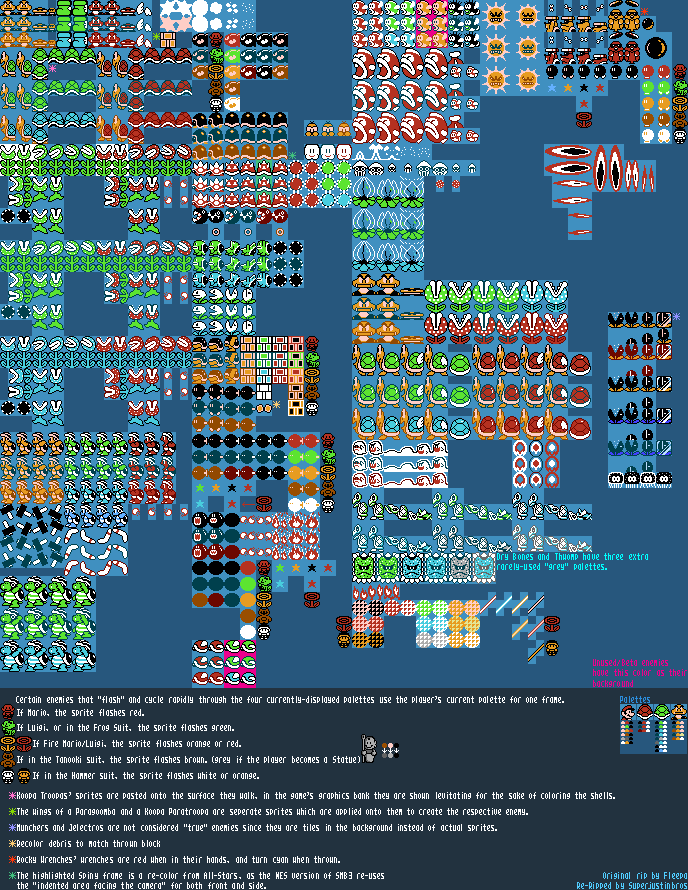 Dry Bones and Thwomp have three extra
rarely-used "grey" palettes.
Certain enemies that "flash" and cycle rapidly through the four currently-displayed palettes use the player's current palette for one frame.
Palettes
If Mario, the sprite flashes red.
If Luigi, or in the Frog Suit, the sprite flashes green.
If Fire Mario/Luigi, the sprite flashes orange or red.
If in the Tanooki suit, the sprite flashes brown. (grey if the player becomes a Statue)
If in the Hammer suit, the sprite flashes white or orange.
*Koopa Troopas' sprites are pasted onto the surface they walk, in the game's graphics bank they are shown levitating for the sake of coloring the shells.
*The wings of a Paragoomba and a Koopa Paratroopa are seperate sprites which are applied onto them to create the respective enemy.
*Munchers and Jelectros are not considered "true" enemies since they are tiles in the background instead of actual sprites.
*Recolor debris to match thrown block
*Rocky Wrenches' wrenches are red when in their hands, and turn cyan when thrown.
*The highlighted Spiny frame is a re-color from All-Stars, as the NES version of SMB3 re-uses
the "indented area facing the camera" for both front and side.
Original rip by Fleepa
Re-Ripped by Superjustinbros